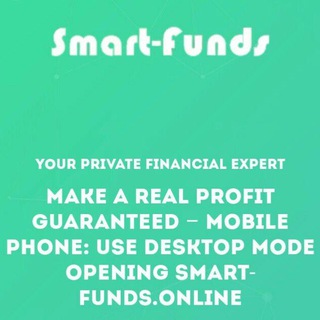 Smart-Funds
YOUR PRIVATE FINANCIAL EXPERT
MAKE A REAL PROFIT
GUARANTEED – MOBILE
PHONE: USE DESKTOP MODE
OPENING SMART-
FUNDS.ONLINE